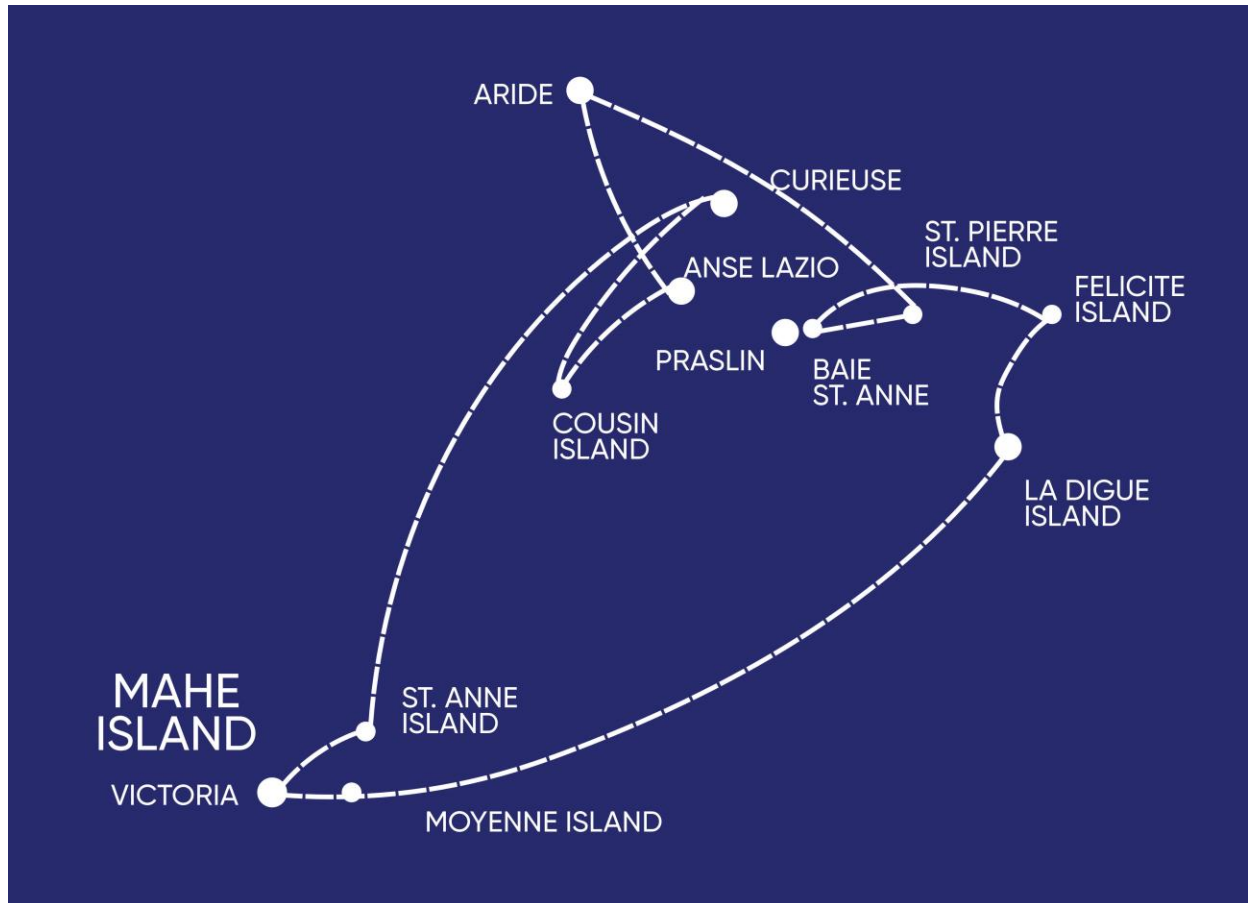 ARIDE
CURIEUSE
ST. PIERRE
ISLAND
ANSE LAZIO
FELICITE
ISLAND
PRASLIN
BAIE
ST. ANNE
COUSIN
ISLAND
LA DIGUE
ISLAND
MAHE
ISLAND
ST. ANNE
ISLAND
VICTORIA
MOYENNE ISLAND